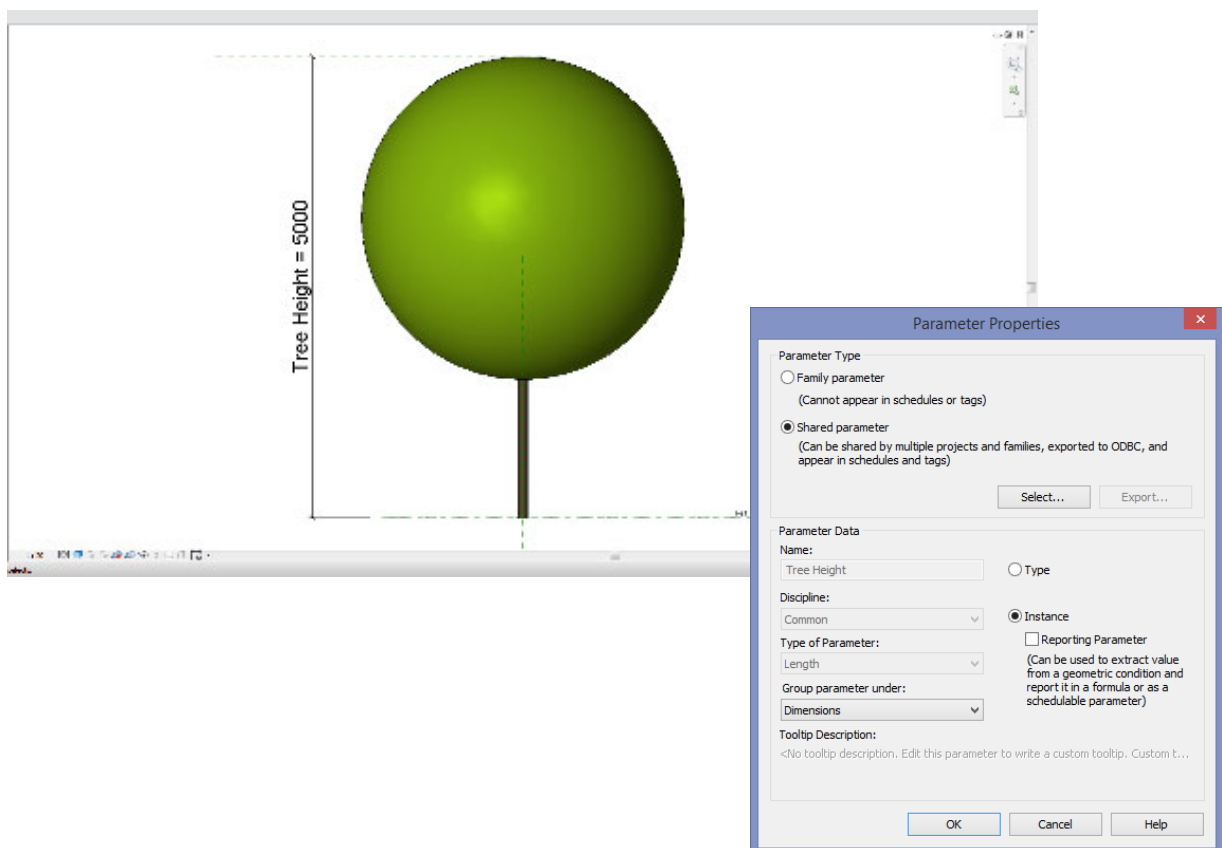 Tree Height = 5000
Parameter Properties
Parameter Type
Family parameter
(Cannot appear in schedules or tags)
Shared parameter
(Can be shared by multiple projects and families, exported to ODBC, and
appear in schedules and tags)
Select...
Export...
Parameter Data
Name:
Tree Height
Type
Discipline:
Common
Instance
Reporting Parameter
Type of Parameter:
(Can be used to extract value
from a geometric condition and
report it in a formula or as a
schedulable parameter)
Length
Group parameter under:
Dimensions
Tooltip Description:
<No tooltip description. Edit this parameter to write a custom tooltip. Custom t...
OK
Cancel
Help